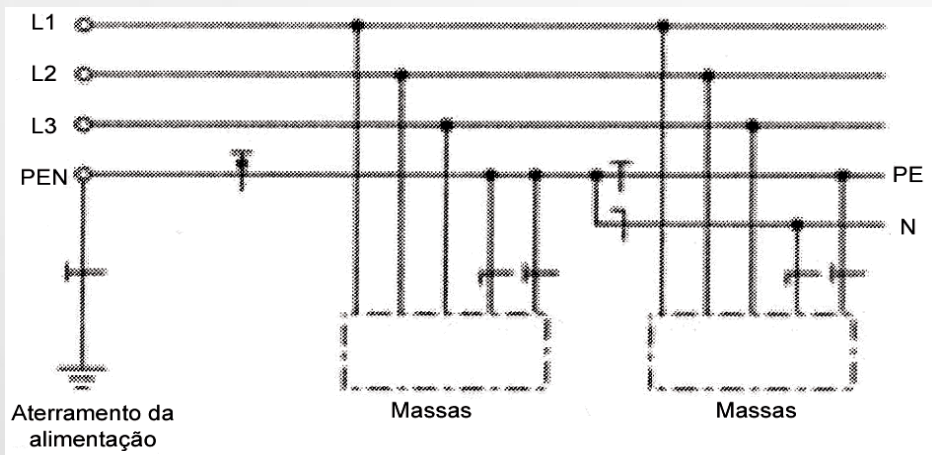 L1
L2
L3
PEN
PE
N
Massas
Massas
Aterramento da
alimentação